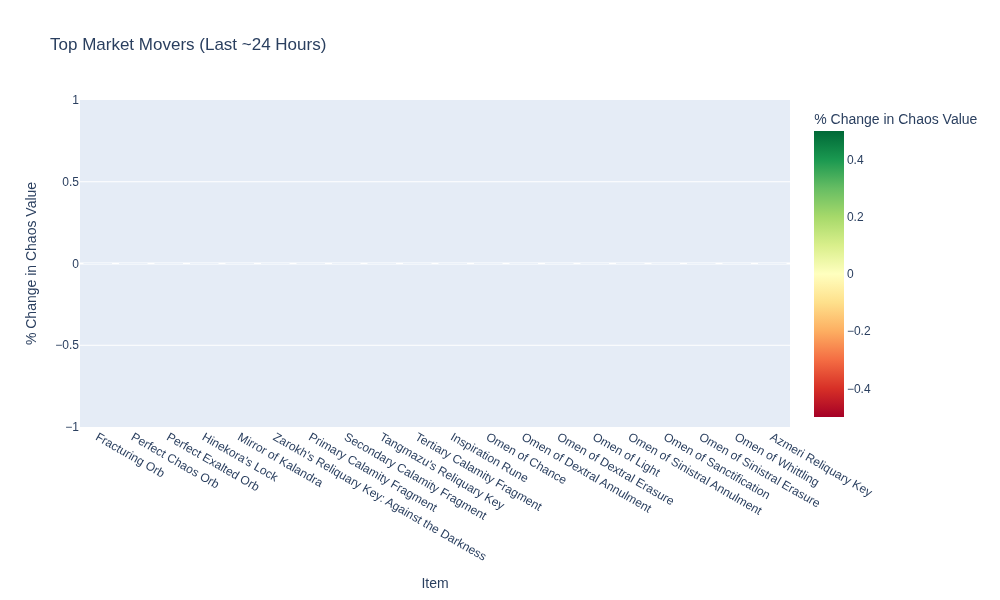 Top Market Movers (Last ~24 Hours)
% Change in Chaos Value
1
0.5
0
−0.5
−1
% Change in Chaos Value
0.4
0.2
0
−0.2
−0.4
Fracturing Orb
Perfect Chaos Orb
Perfect Exalted Orb
Hinekora's Lock
Mirror of Kalandra
Zarokh's Reliquary Key: Against the Darkness
Primary Calamity Fragment
Secondary Calamity Fragment
Tangmazu's Reliquary Key
Tertiary Calamity Fragment
Inspiration Rune
Omen of Chance
Omen of Dextral Annulment
Omen of Dextral Erasure
Omen of Light
Omen of Sinistral Annulment
Omen of Sanctification
Omen of Sinistral Erasure
Omen of Whittling
Azmeri Reliquary Key
Item